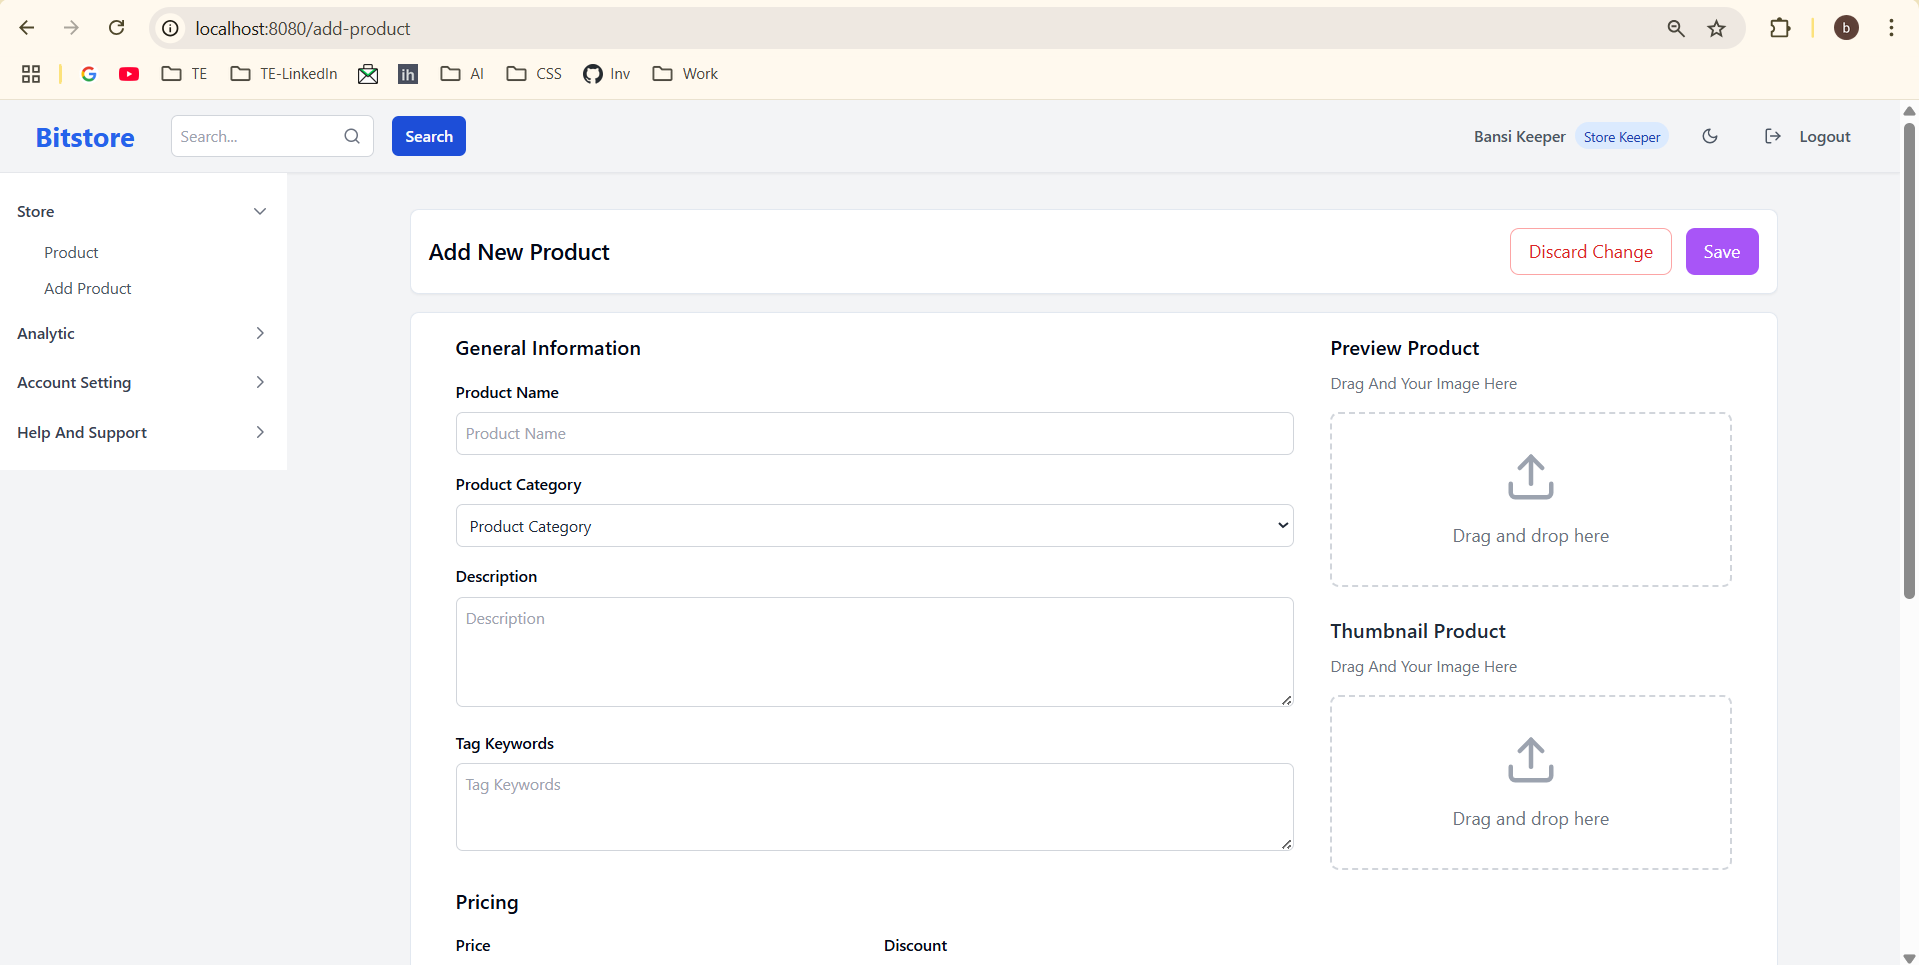 localhost:8080/add-product
b
TE
TE-LinkedIn
ih
AI
CSS
Inv
Work
Bitstore
Search...
Search
Bansi Keeper
Store Keeper
Logout
Store
Product
Add Product
Analytic
Account Setting
Help And Support
Add New Product
Discard Change
Save
General Information
Product Name
Product Name
Product Category
Product Category
Description
Description
Tag Keywords
Tag Keywords
Pricing
Price
Discount
Preview Product
Drag And Your Image Here
Drag and drop here
Thumbnail Product
Drag And Your Image Here
Drag and drop here